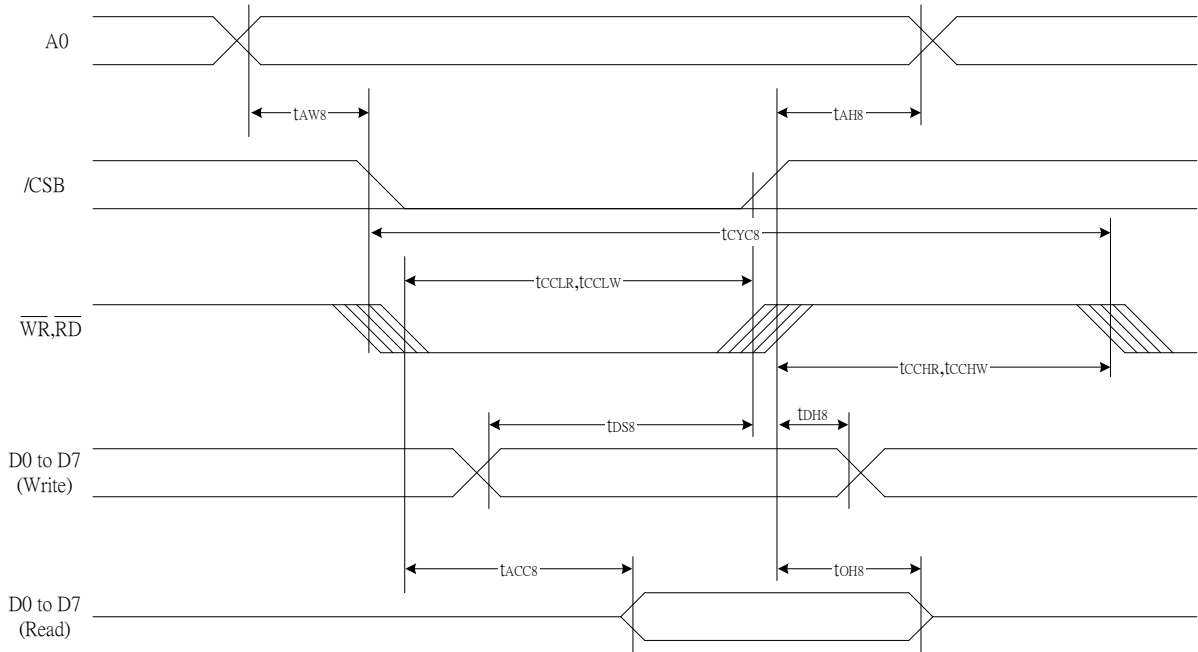 A0
tAW8
tAH8
/CSB
tCYC8
tCCLR,tCCLW
WR,RD
tCCHR,tCCHW
tDS8
tDH8
D0 to D7
(Write)
tACC8
tOH8
D0 to D7
(Read)